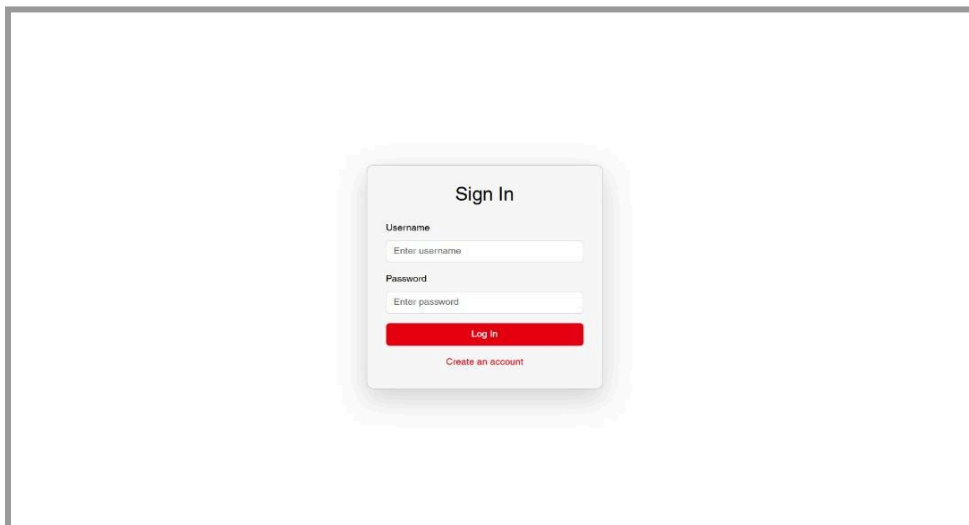 Sign In
Username
Enter username
Password
Enter password
Log In
Create an account